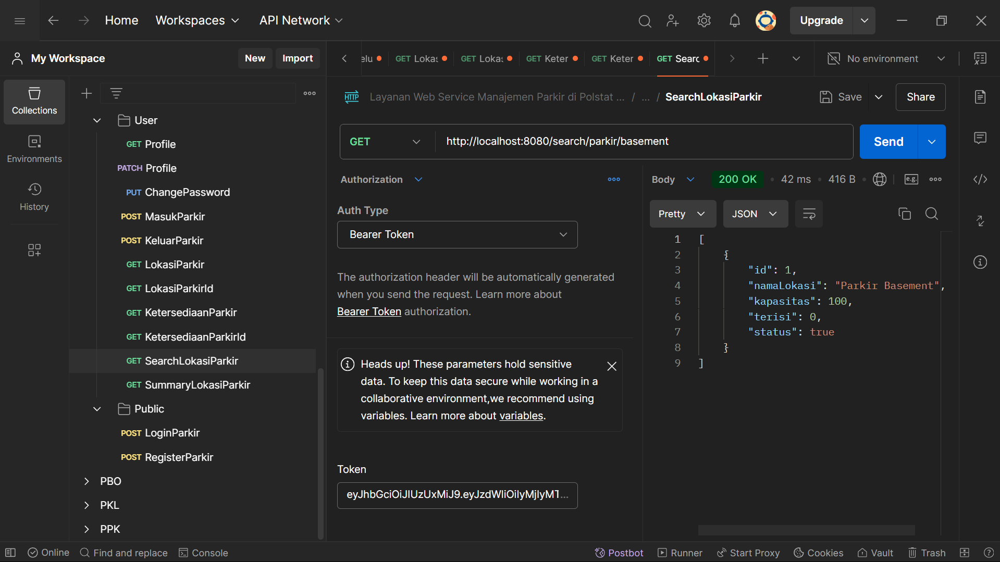 Home
Workspaces
API Network
Upgrade
My Workspace
New
Import
elu
GET Lokas
GET Lokas
GET Keter
GET Keter
GET Searc
No environment
Collections
Environments
History
User
GET Profile
PATCH Profile
PUT ChangePassword
POST MasukParkir
POST KeluarParkir
GET LokasiParkir
GET LokasiParkirId
GET KetersediaanParkir
GET KetersediaanParkirId
GET SearchLokasiParkir
GET SummaryLokasiParkir
Public
POST LoginParkir
POST RegisterParkir
PBO
PKL
PPK
HTTP
Layanan Web Service Manajemen Parkir di Polstat ... / ... / SearchLokasiParkir
Save
Share
GET
http://localhost:8080/search/parkir/basement
Send
Authorization
Auth Type
Bearer Token
The authorization header will be automatically generated
when you send the request. Learn more about
Bearer Token authorization.
Heads up! These parameters hold sensitive
data. To keep this data secure while working in a
collaborative environment,we recommend using
variables. Learn more about variables.
Token
eyJhbGciOiJIUzUxMiJ9.eyJzdWIiOiIyMjIyMT...
Body
200 OK
42 ms
416 B
e.g.
Pretty
JSON
1 [
2 {
3 "id": 1,
4 "namaLokasi": "Parkir Basement",
5 "kapasitas": 100,
6 "terisi": 0,
7 "status": true
8 }
9 ]
Online
Find and replace
Console
Postbot
Runner
Start Proxy
Cookies
Vault
Trash